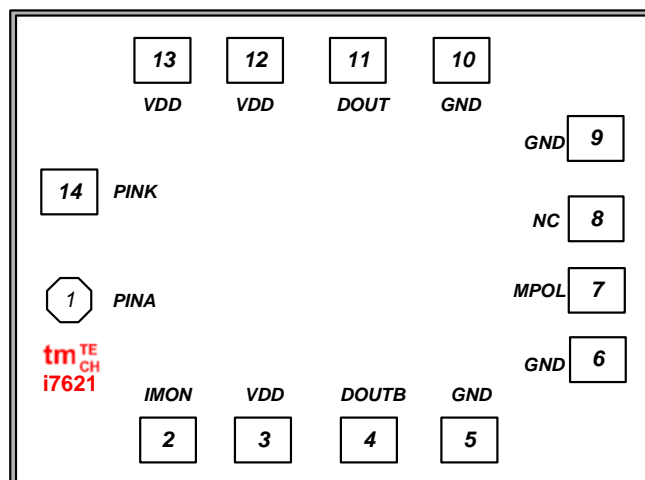 13 12 11 10
VDD VDD DOUT GND
GND 9
14 PINK
NC 8
1 PINA
MPOL 7
tm TE CH
i7621
GND 6
IMON VDD DOUTB GND
2 3 4 5